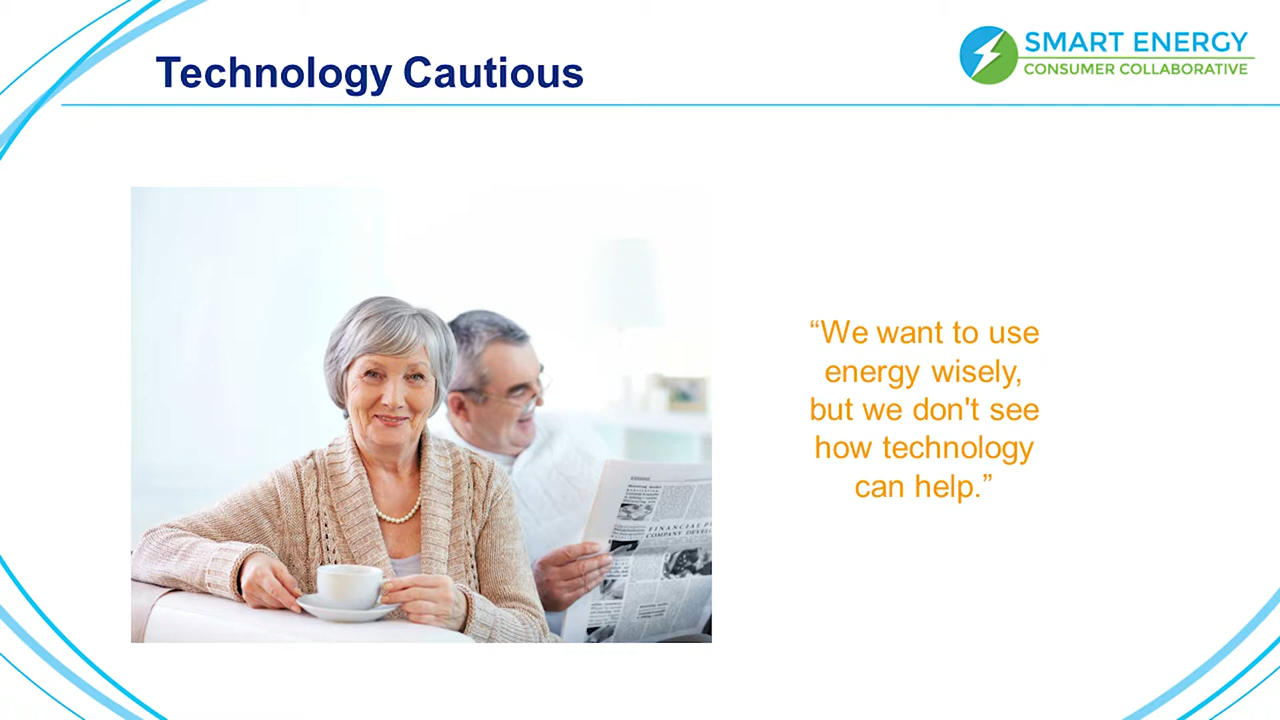 Technology Cautious
SMART ENERGY
CONSUMER COLLABORATIVE
“We want to use
energy wisely,
but we don't see
how technology
can help.”
FINANCIAL
COMPANY